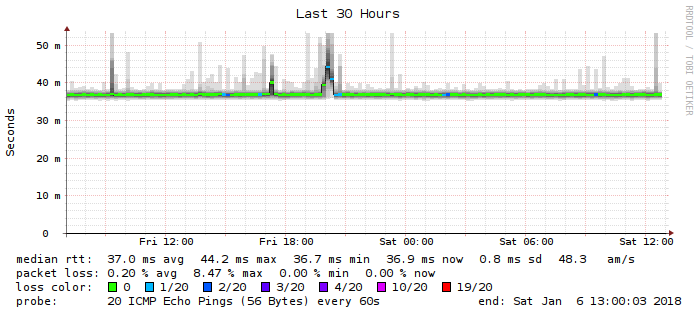 Last 30 Hours
RRDTOOL / TOBI OETIKER
Seconds
50 m
40 m
30 m
20 m
10 m
0
Fri 12:00 Fri 18:00 Sat 00:00 Sat 06:00 Sat 12:00
median rtt: 37.0 ms avg 44.2 ms max 36.7 ms min 36.9 ms now 0.8 ms sd 48.3 am/s
packet loss: 0.20 % avg 8.47 % max 0.00 % min 0.00 % now
loss color: 0 1/20 2/20 3/20 4/20 10/20 19/20
probe: 20 ICMP Echo Pings (56 Bytes) every 60s end: Sat Jan 6 13:00:03 2018